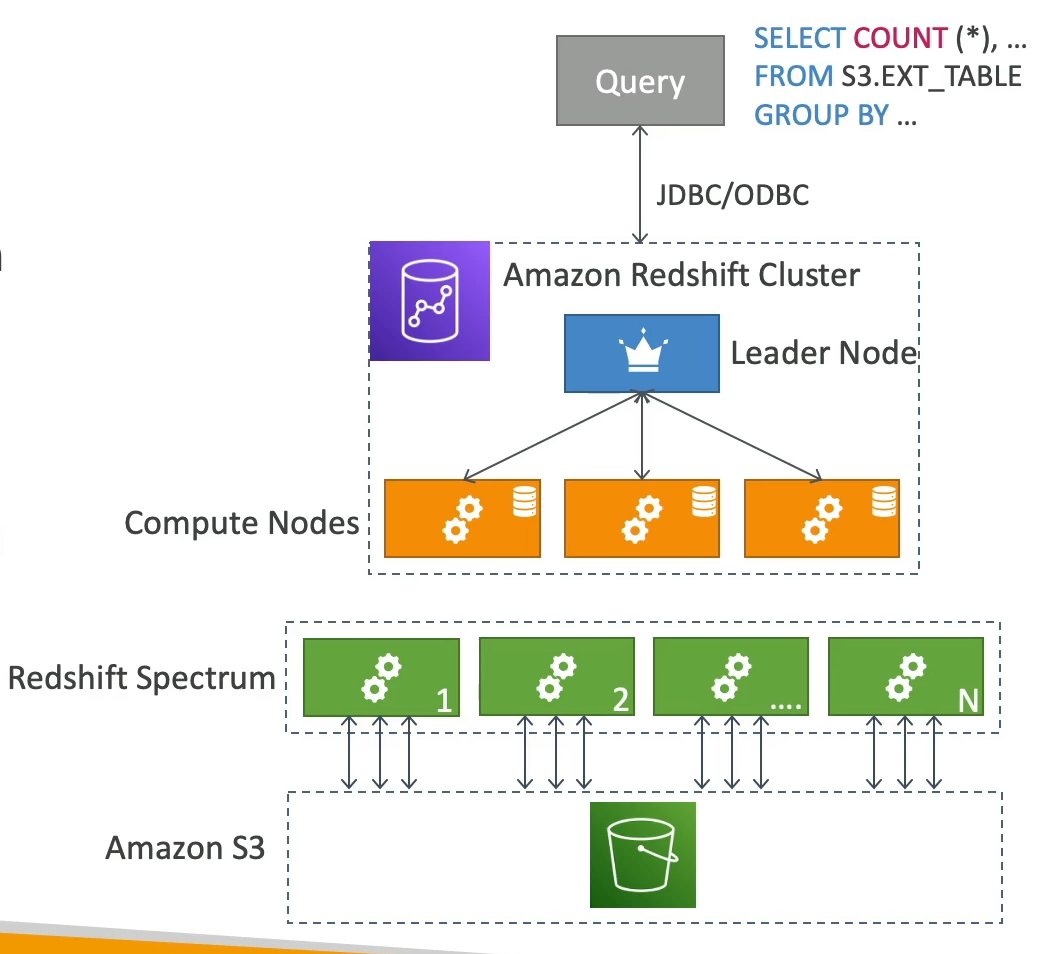 Query
SELECT COUNT (*), ...
FROM S3.EXT_TABLE
GROUP BY ...
JDBC/ODBC
Amazon Redshift Cluster
Leader Node
Compute Nodes
Redshift Spectrum
1
2
....
N
Amazon S3